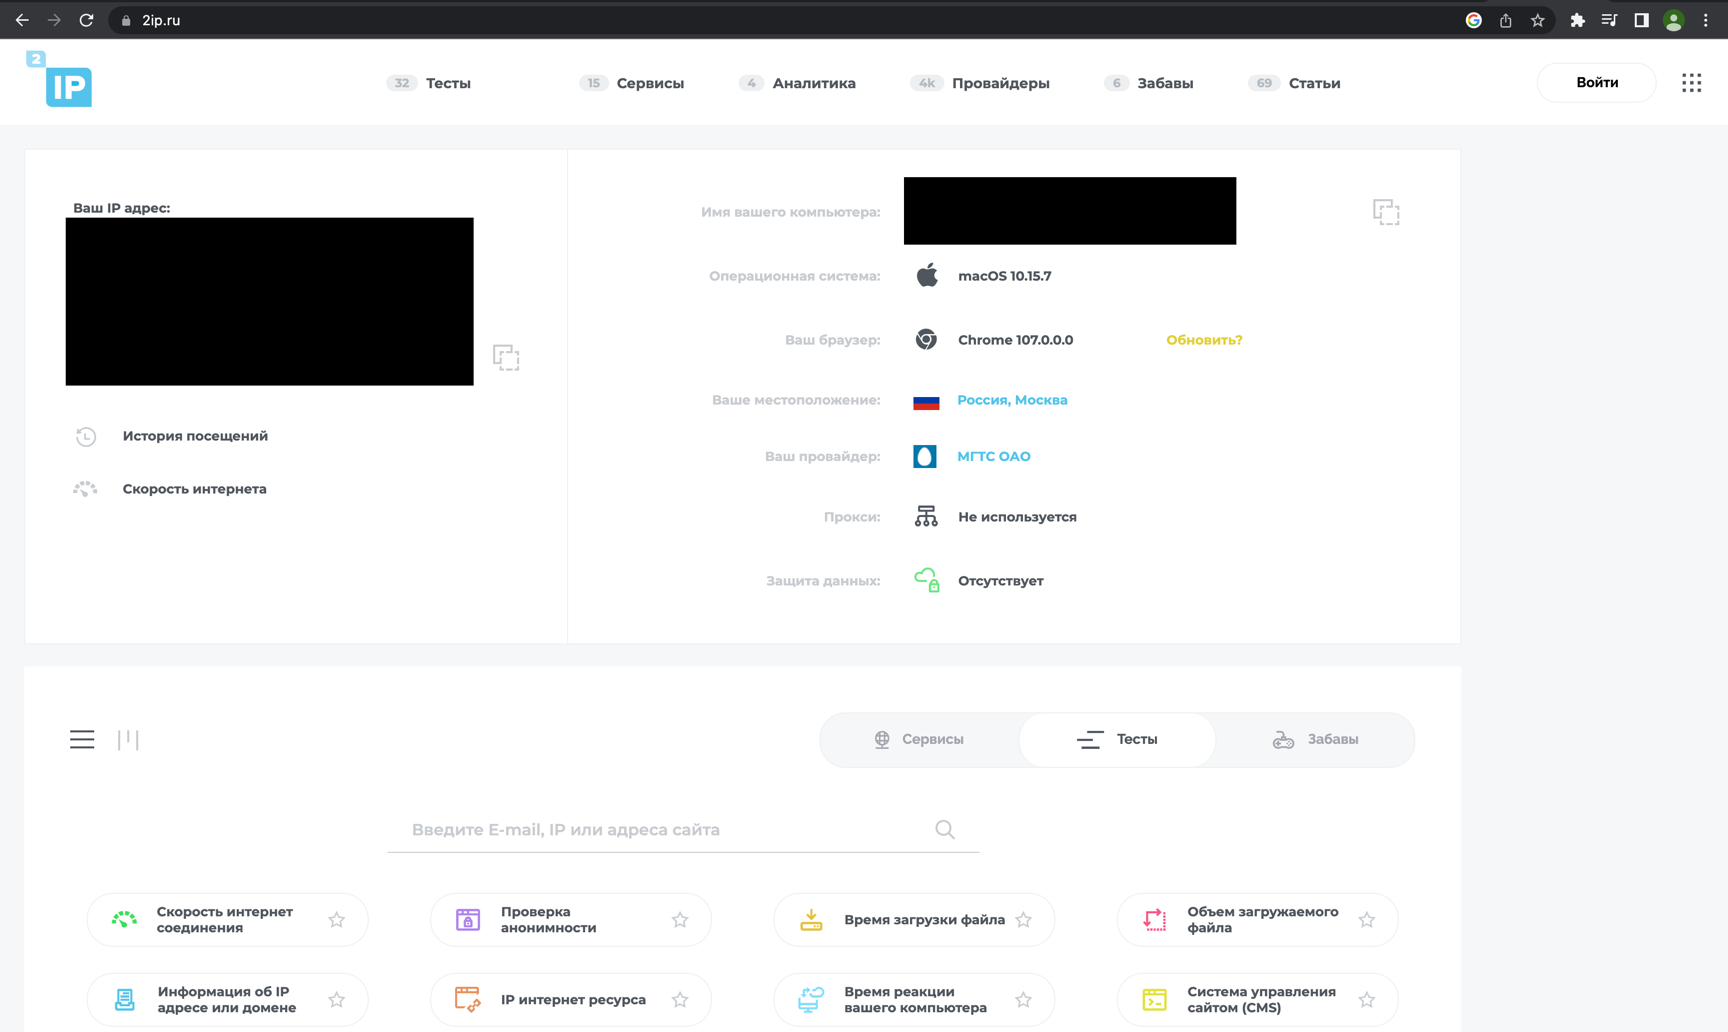 2ip.ru
2
IP
32 Тесты
15 Сервисы
4 Аналитика
4k Провайдеры
6 Забавы
69 Статьи
Войти
Ваш IP адрес:
История посещений
Скорость интернета
Имя вашего компьютера:
Операционная система: macOS 10.15.7
Ваш браузер: Chrome 107.0.0.0 Обновить?
Ваше местоположение: Россия, Москва
Ваш провайдер: МГТС ОАО
Прокси: Не используется
Защита данных: Отсутствует
Сервисы
Тесты
Забавы
Введите E-mail, IP или адреса сайта
Скорость интернет
соединения
Проверка
анонимности
Время загрузки файла
Объем загружаемого
файла
Информация об IP
адресе или домене
IP интернет ресурса
Время реакции
вашего компьютера
Система управления
сайтом (CMS)